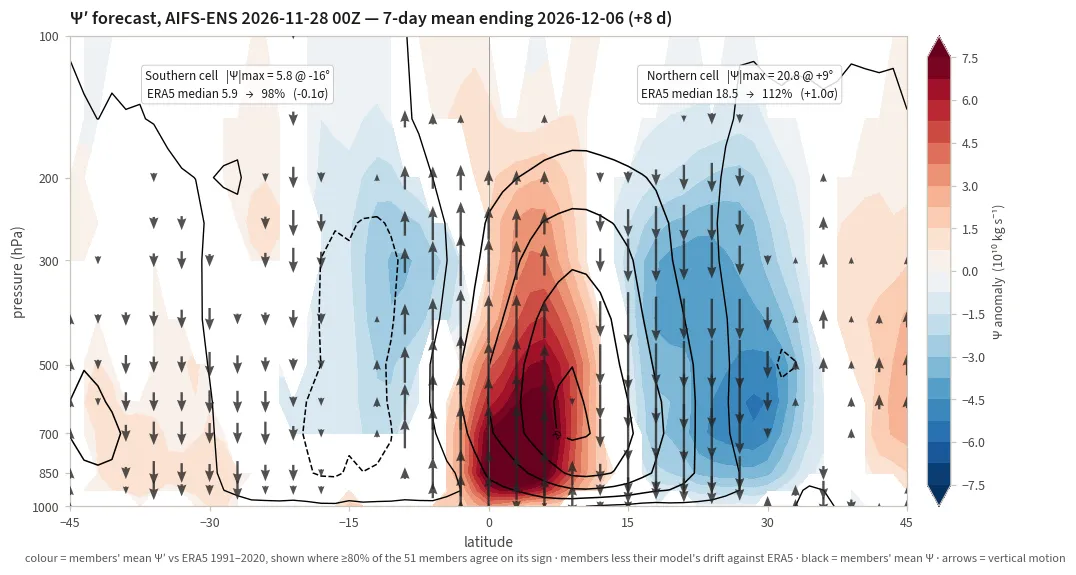 Ψ′ forecast, AIFS-ENS 2026-11-28 00Z — 7-day mean ending 2026-12-06 (+8 d)
Southern cell |Ψ|max = 5.8 @ -16°
ERA5 median 5.9 → 98% (-0.1σ)
Northern cell |Ψ|max = 20.8 @ +9°
ERA5 median 18.5 → 112% (+1.0σ)
pressure (hPa)
100
200
300
400
500
700
850
1000
−45
−30
−15
0
15
30
45
latitude
7.5
6.0
4.5
3.0
1.5
0.0
−1.5
−3.0
−4.5
−6.0
−7.5
Ψ anomaly (10¹⁰ kg s⁻¹)
colour = members' mean Ψ′ vs ERA5 1991–2020, shown where ≥80% of the 51 members agree on its sign · members less their model's drift against ERA5 · black = members' mean Ψ · arrows = vertical motion